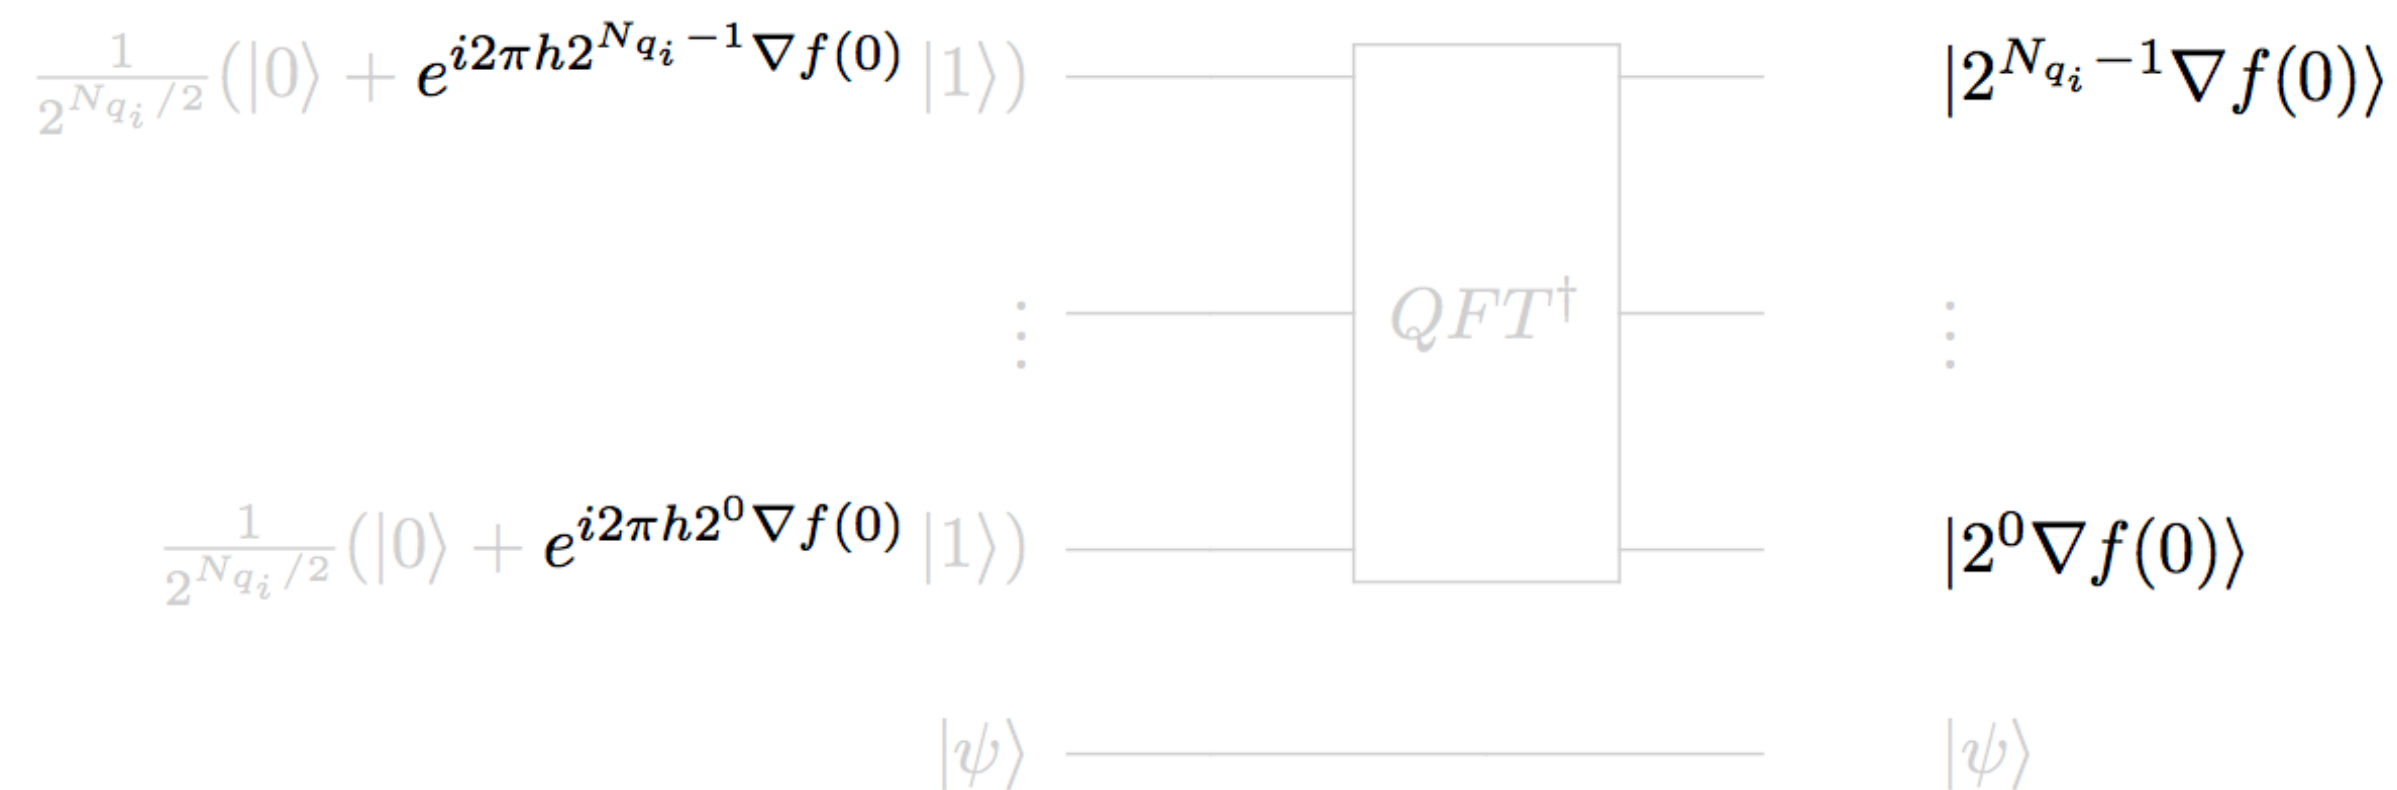 $\frac{1}{2^{N_{q_i}/2}}(|0\rangle + e^{i2\pi h2^{N_{q_i}-1}\nabla f(0)}|1\rangle)$ $|2^{N_{q_i}-1}\nabla f(0)\rangle$
⋮ $QFT^\dagger$ ⋮
$\frac{1}{2^{N_{q_i}/2}}(|0\rangle + e^{i2\pi h2^0\nabla f(0)}|1\rangle)$ $|2^0\nabla f(0)\rangle$
$|\psi\rangle$ $|\psi\rangle$